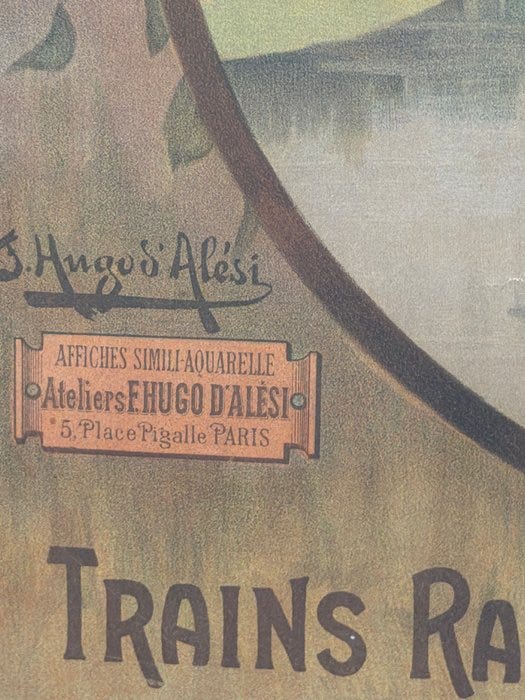 F. Hugo d'Alési
AFFICHES SIMILI-AQUARELLE
Ateliers F. HUGO D'ALÉSI
5, Place Pigalle PARIS
TRAINS RA